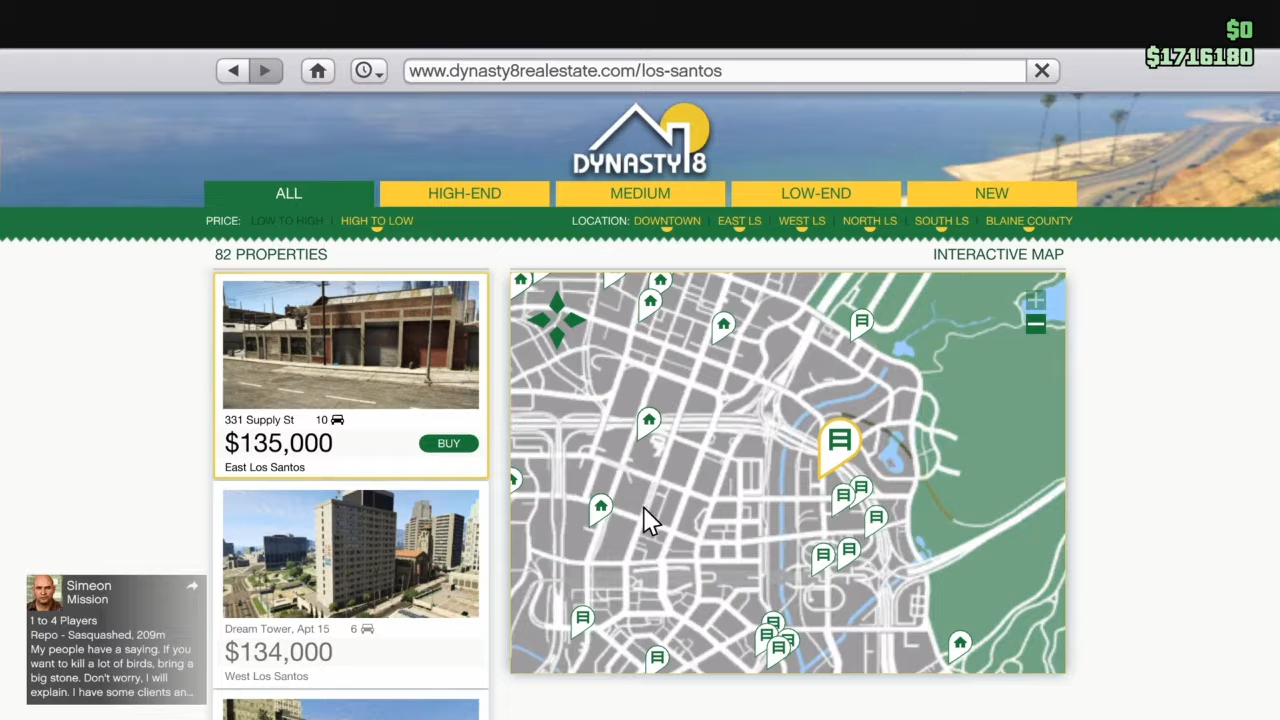 $0
$1716180
www.dynasty8realestate.com/los-santos
DYNASTY 8
ALL
HIGH-END
MEDIUM
LOW-END
NEW
PRICE: LOW TO HIGH HIGH TO LOW
LOCATION: DOWNTOWN | EAST LS | WEST LS | NORTH LS | SOUTH LS | BLAINE COUNTY
82 PROPERTIES
INTERACTIVE MAP
331 Supply St 10
$135,000
BUY
East Los Santos
Dream Tower, Apt 15 6
$134,000
West Los Santos
Simeon
Mission
1 to 4 Players
Repo - Sasquashed, 209m
My people have a saying. If you
want to kill a lot of birds, bring a
big stone. Don't worry, I will
explain. I have some clients an...